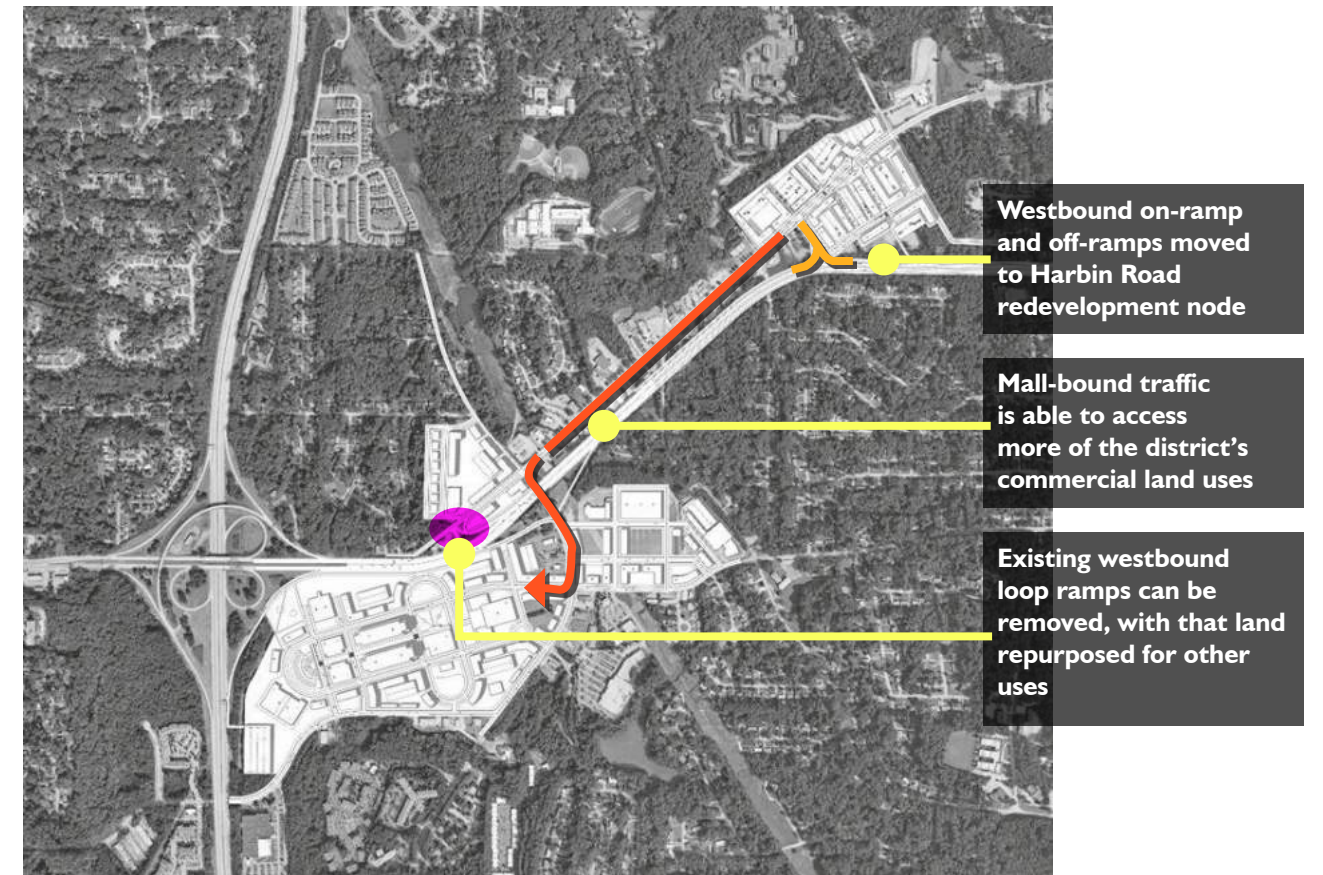 Westbound on-ramp
and off-ramps moved
to Harbin Road
redevelopment node
Mall-bound traffic
is able to access
more of the district's
commercial land uses
Existing westbound
loop ramps can be
removed, with that land
repurposed for other
uses